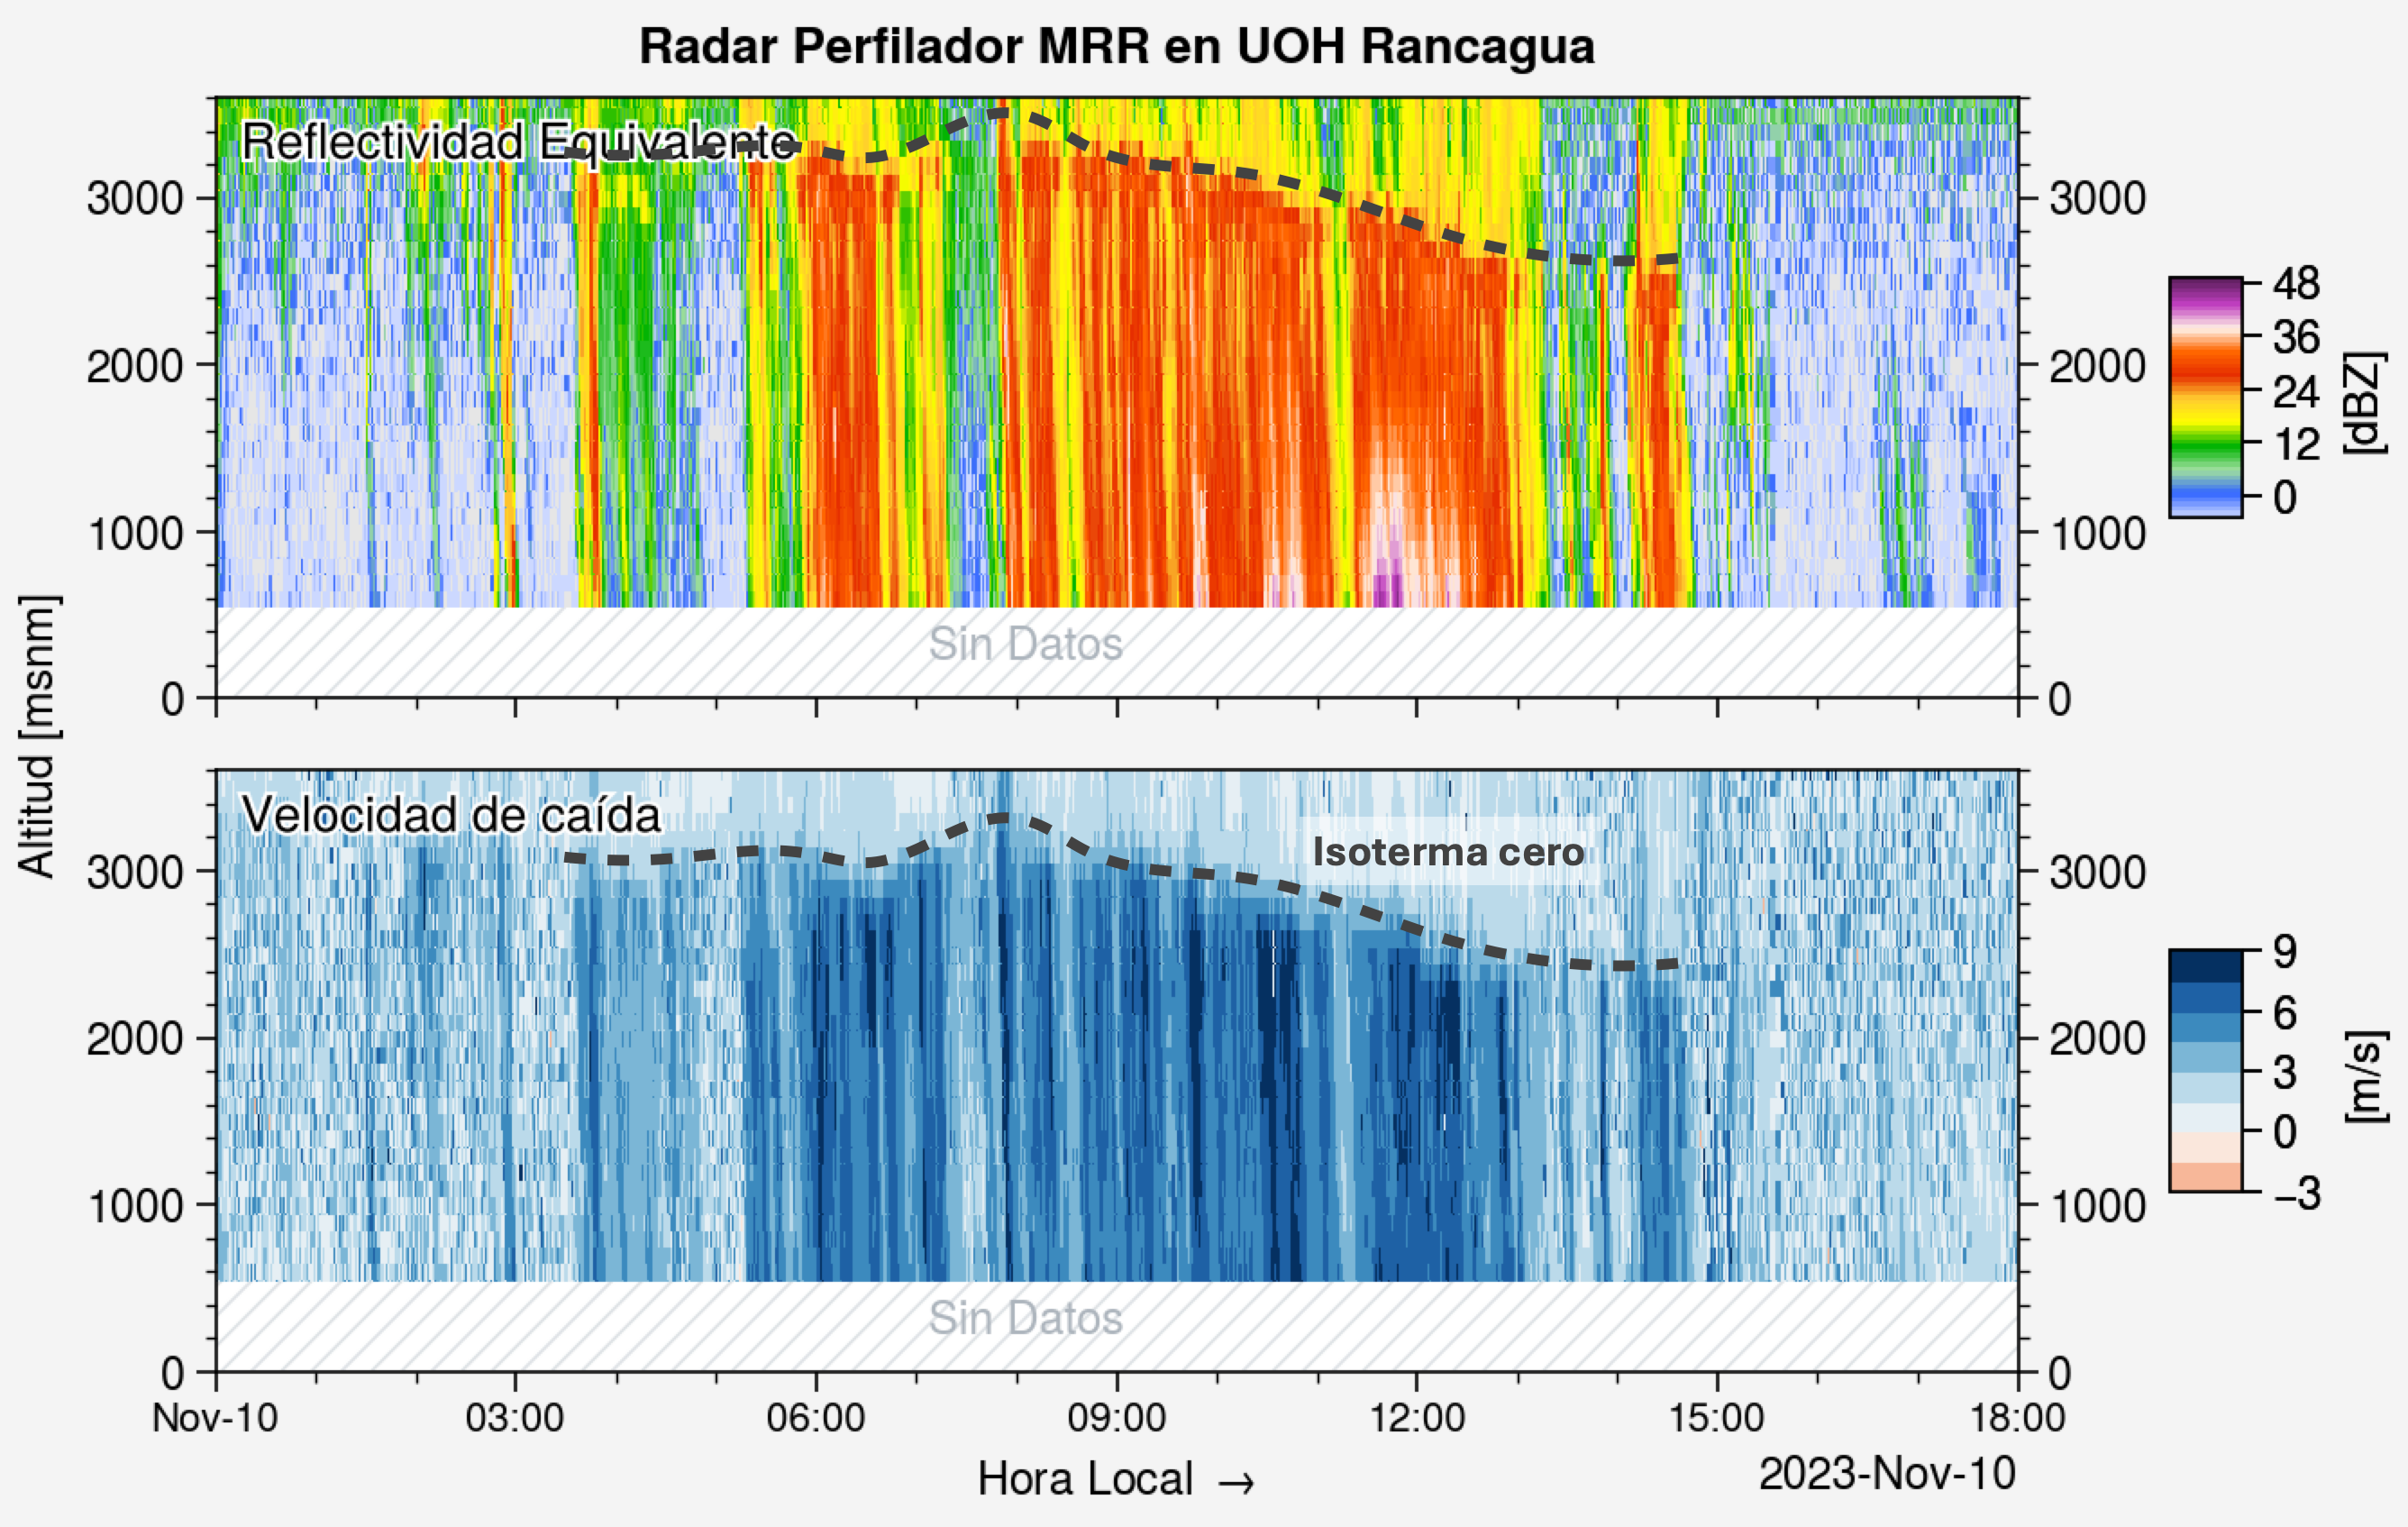 Radar Perfilador MRR en UOH Rancagua
Reflectividad Equivalente
3000
2000
1000
0
3000
2000
1000
0
Sin Datos
48
36
24
12
0
[dBZ]
Altitud [msnm]
Velocidad de caída
Isoterma cero
3000
2000
1000
0
3000
2000
1000
0
Sin Datos
9
6
3
0
−3
[m/s]
Nov-10 03:00 06:00 09:00 12:00 15:00 18:00
Hora Local →
2023-Nov-10